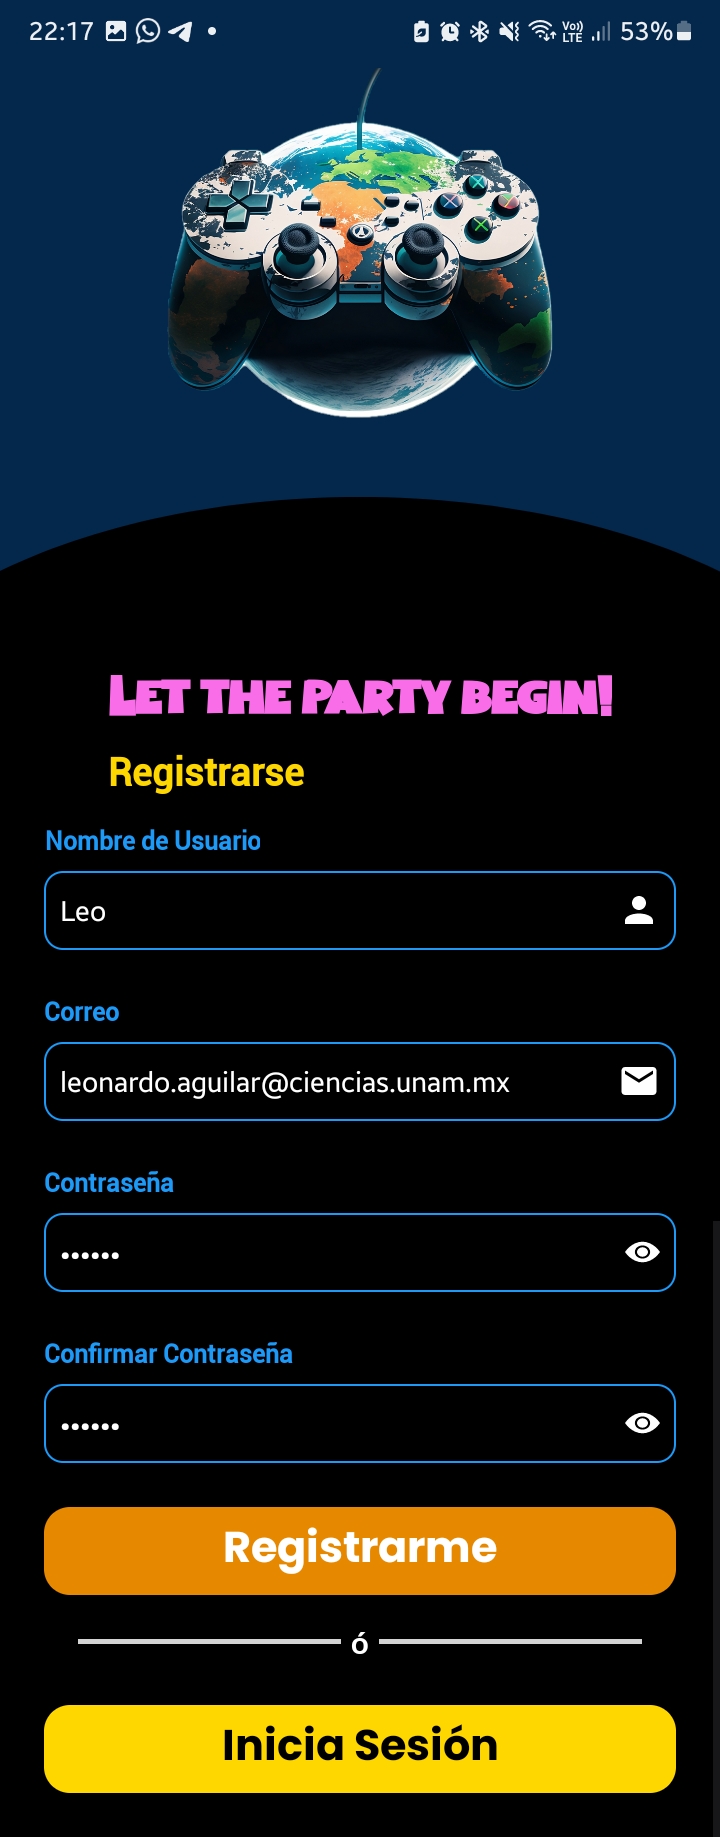 22:17
Vo))
LTE
53%
LET THE PARTY BEGIN!
Registrarse
Nombre de Usuario
Leo
Correo
leonardo.aguilar@ciencias.unam.mx
Contraseña
••••••
Confirmar Contraseña
••••••
Registrarme
ó
Inicia Sesión